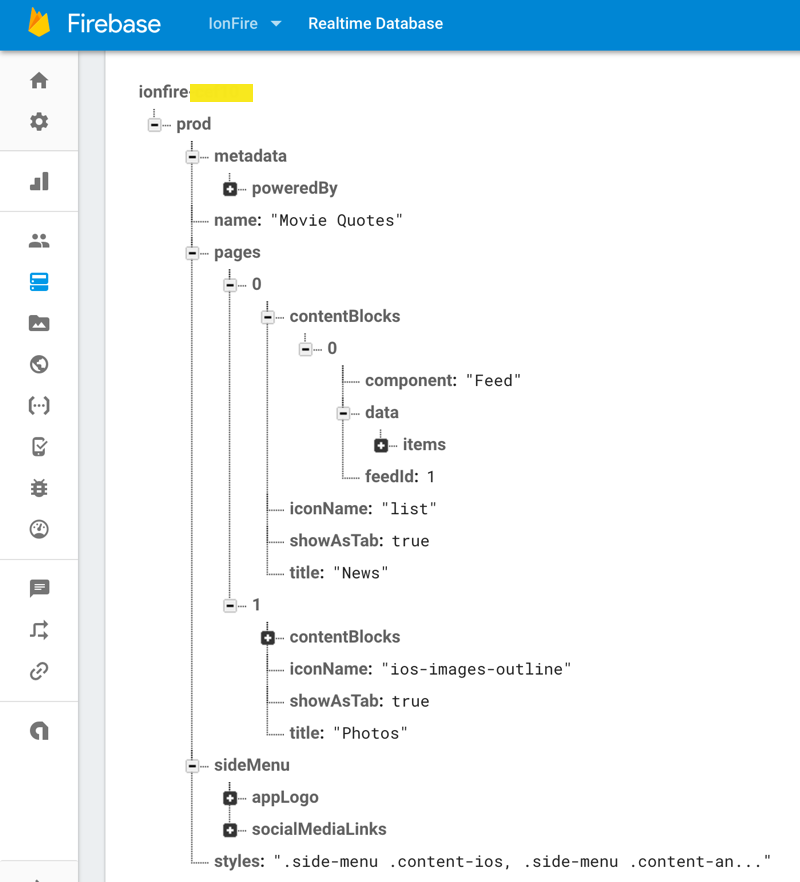 Firebase IonFire Realtime Database
ionfire-
prod
metadata
poweredBy
name: "Movie Quotes"
pages
0
contentBlocks
0
component: "Feed"
data
items
feedId: 1
iconName: "list"
showAsTab: true
title: "News"
1
contentBlocks
iconName: "ios-images-outline"
showAsTab: true
title: "Photos"
sideMenu
appLogo
socialMediaLinks
styles: ".side-menu .content-ios, .side-menu .content-an..."